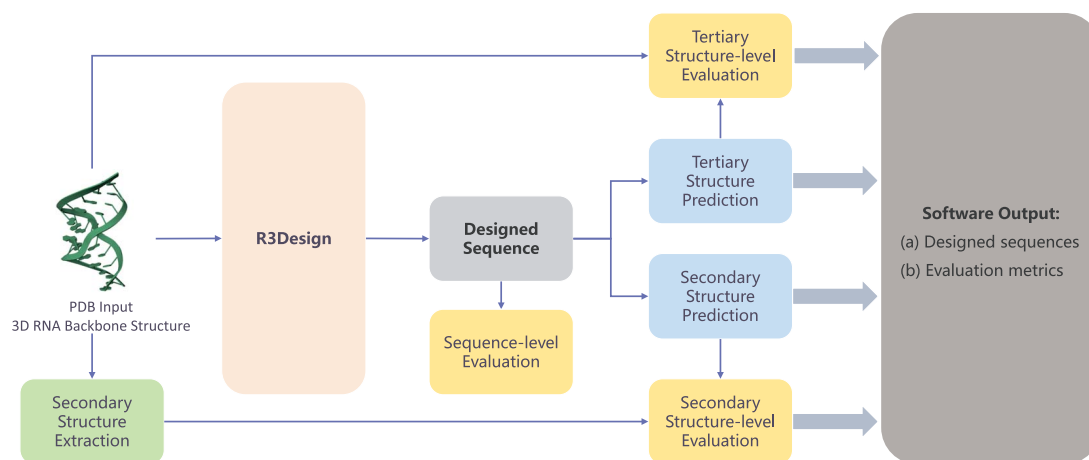 Tertiary
Structure-level
Evaluation
Tertiary
Structure
Prediction
R3Design
Designed
Sequence
Software Output:
(a) Designed sequences
(b) Evaluation metrics
PDB Input
3D RNA Backbone Structure
Secondary
Structure
Prediction
Sequence-level
Evaluation
Secondary
Structure
Extraction
Secondary
Structure-level
Evaluation